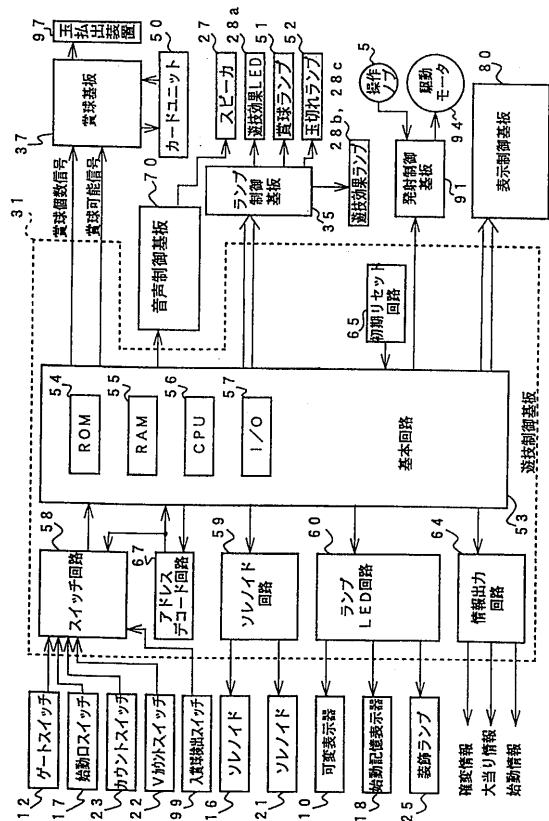 31
賞球個数信号
賞球可能信号
37
賞球基板
97
玉払出装置
カードユニット
50
70
音声制御基板
27
スピーカ
28a
遊技効果LED
51
賞球ランプ
52
玉切れランプ
ランプ制御基板
35
28b, 28c
遊技効果ランプ
5
操作ノブ
駆動モータ
94
発射制御基板
91
80
表示制御基板
65
初期リセット回路
54
ROM
55
RAM
56
CPU
57
I/O
基本回路
53
遊技制御基板
58
スイッチ回路
67
アドレスデコード回路
59
ソレノイド回路
60
ランプLED回路
64
情報出力回路
12
ゲートスイッチ
17
始動口スイッチ
23
カウントスイッチ
22
Vカウントスイッチ
99
入賞球検出スイッチ
16
ソレノイド
21
ソレノイド
10
可変表示器
18
始動記憶表示器
25
装飾ランプ
確変情報
大当り情報
始動情報